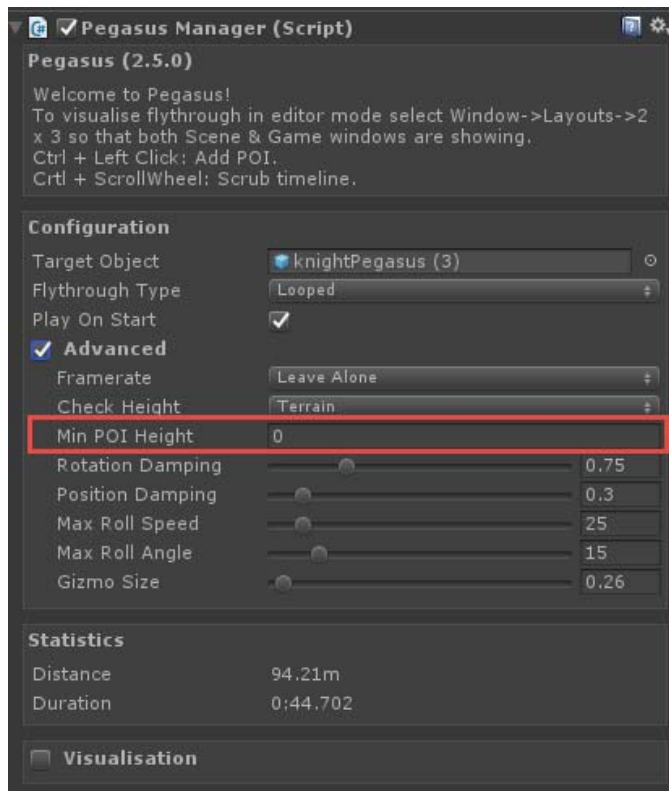 Pegasus Manager (Script)
Pegasus (2.5.0)
Welcome to Pegasus!
To visualise flythrough in editor mode select Window->Layouts->2
x 3 so that both Scene & Game windows are showing.
Ctrl + Left Click: Add POI.
Crtl + ScrollWheel: Scrub timeline.
Configuration
Target Object knightPegasus (3)
Flythrough Type Looped
Play On Start
Advanced
Framerate Leave Alone
Check Height Terrain
Min POI Height 0
Rotation Damping 0.75
Position Damping 0.3
Max Roll Speed 25
Max Roll Angle 15
Gizmo Size 0.26
Statistics
Distance 94.21m
Duration 0:44.702
Visualisation